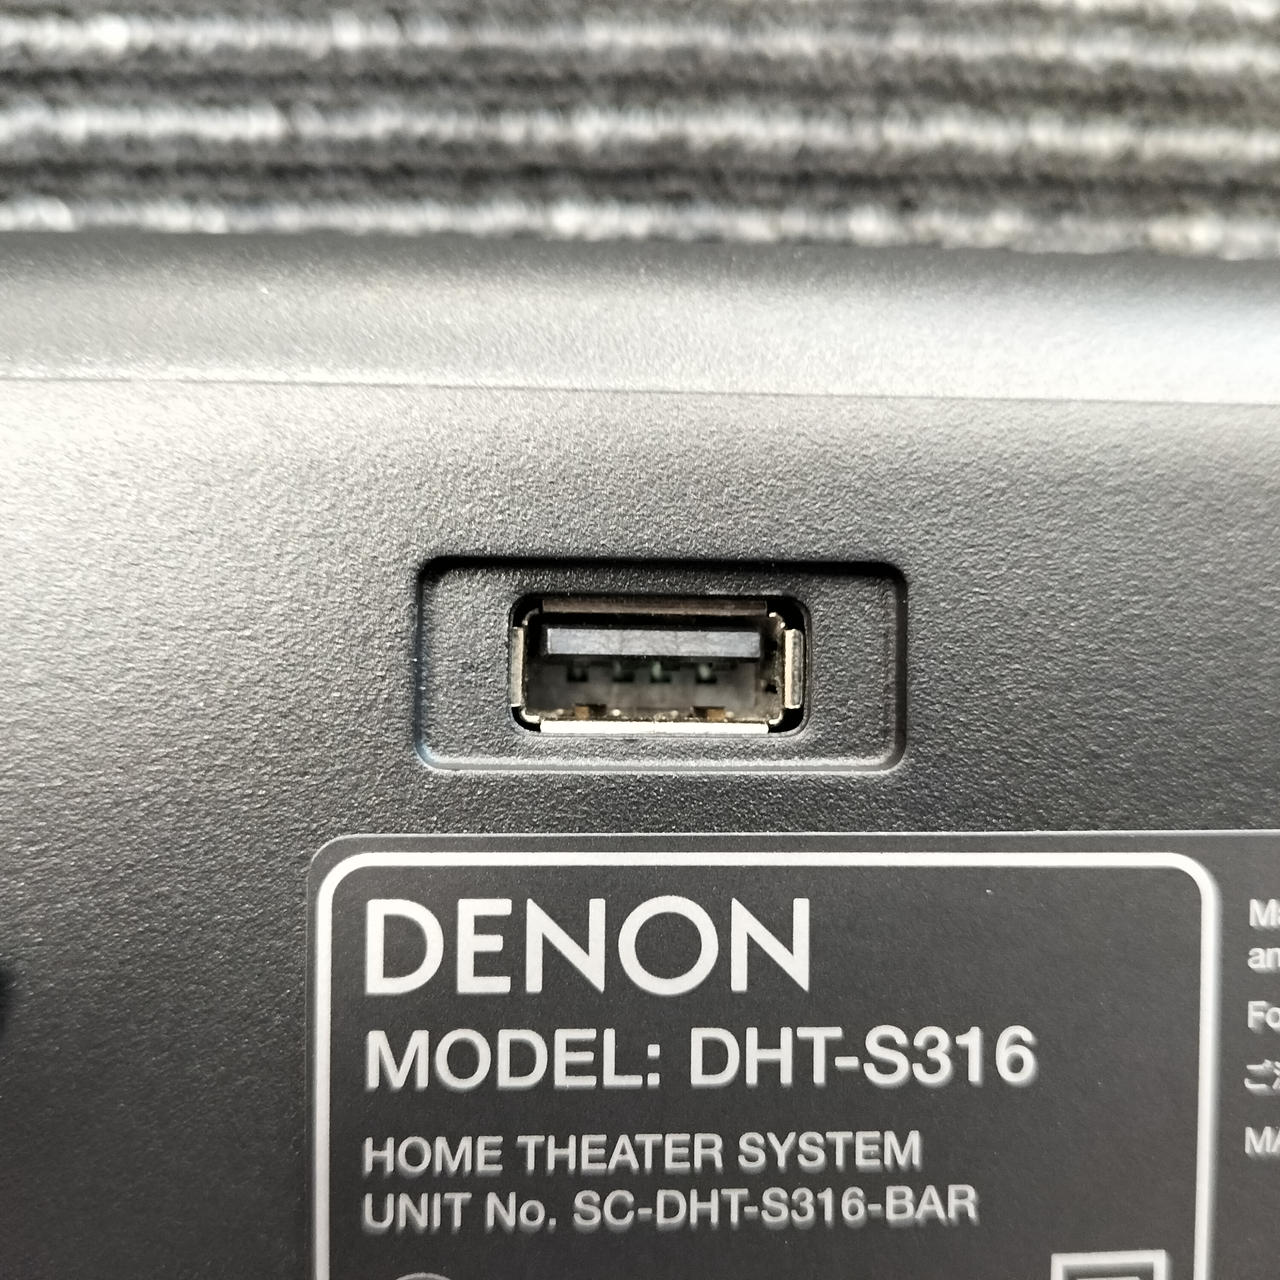 DENON
MODEL: DHT-S316
HOME THEATER SYSTEM
UNIT No. SC-DHT-S316-BAR